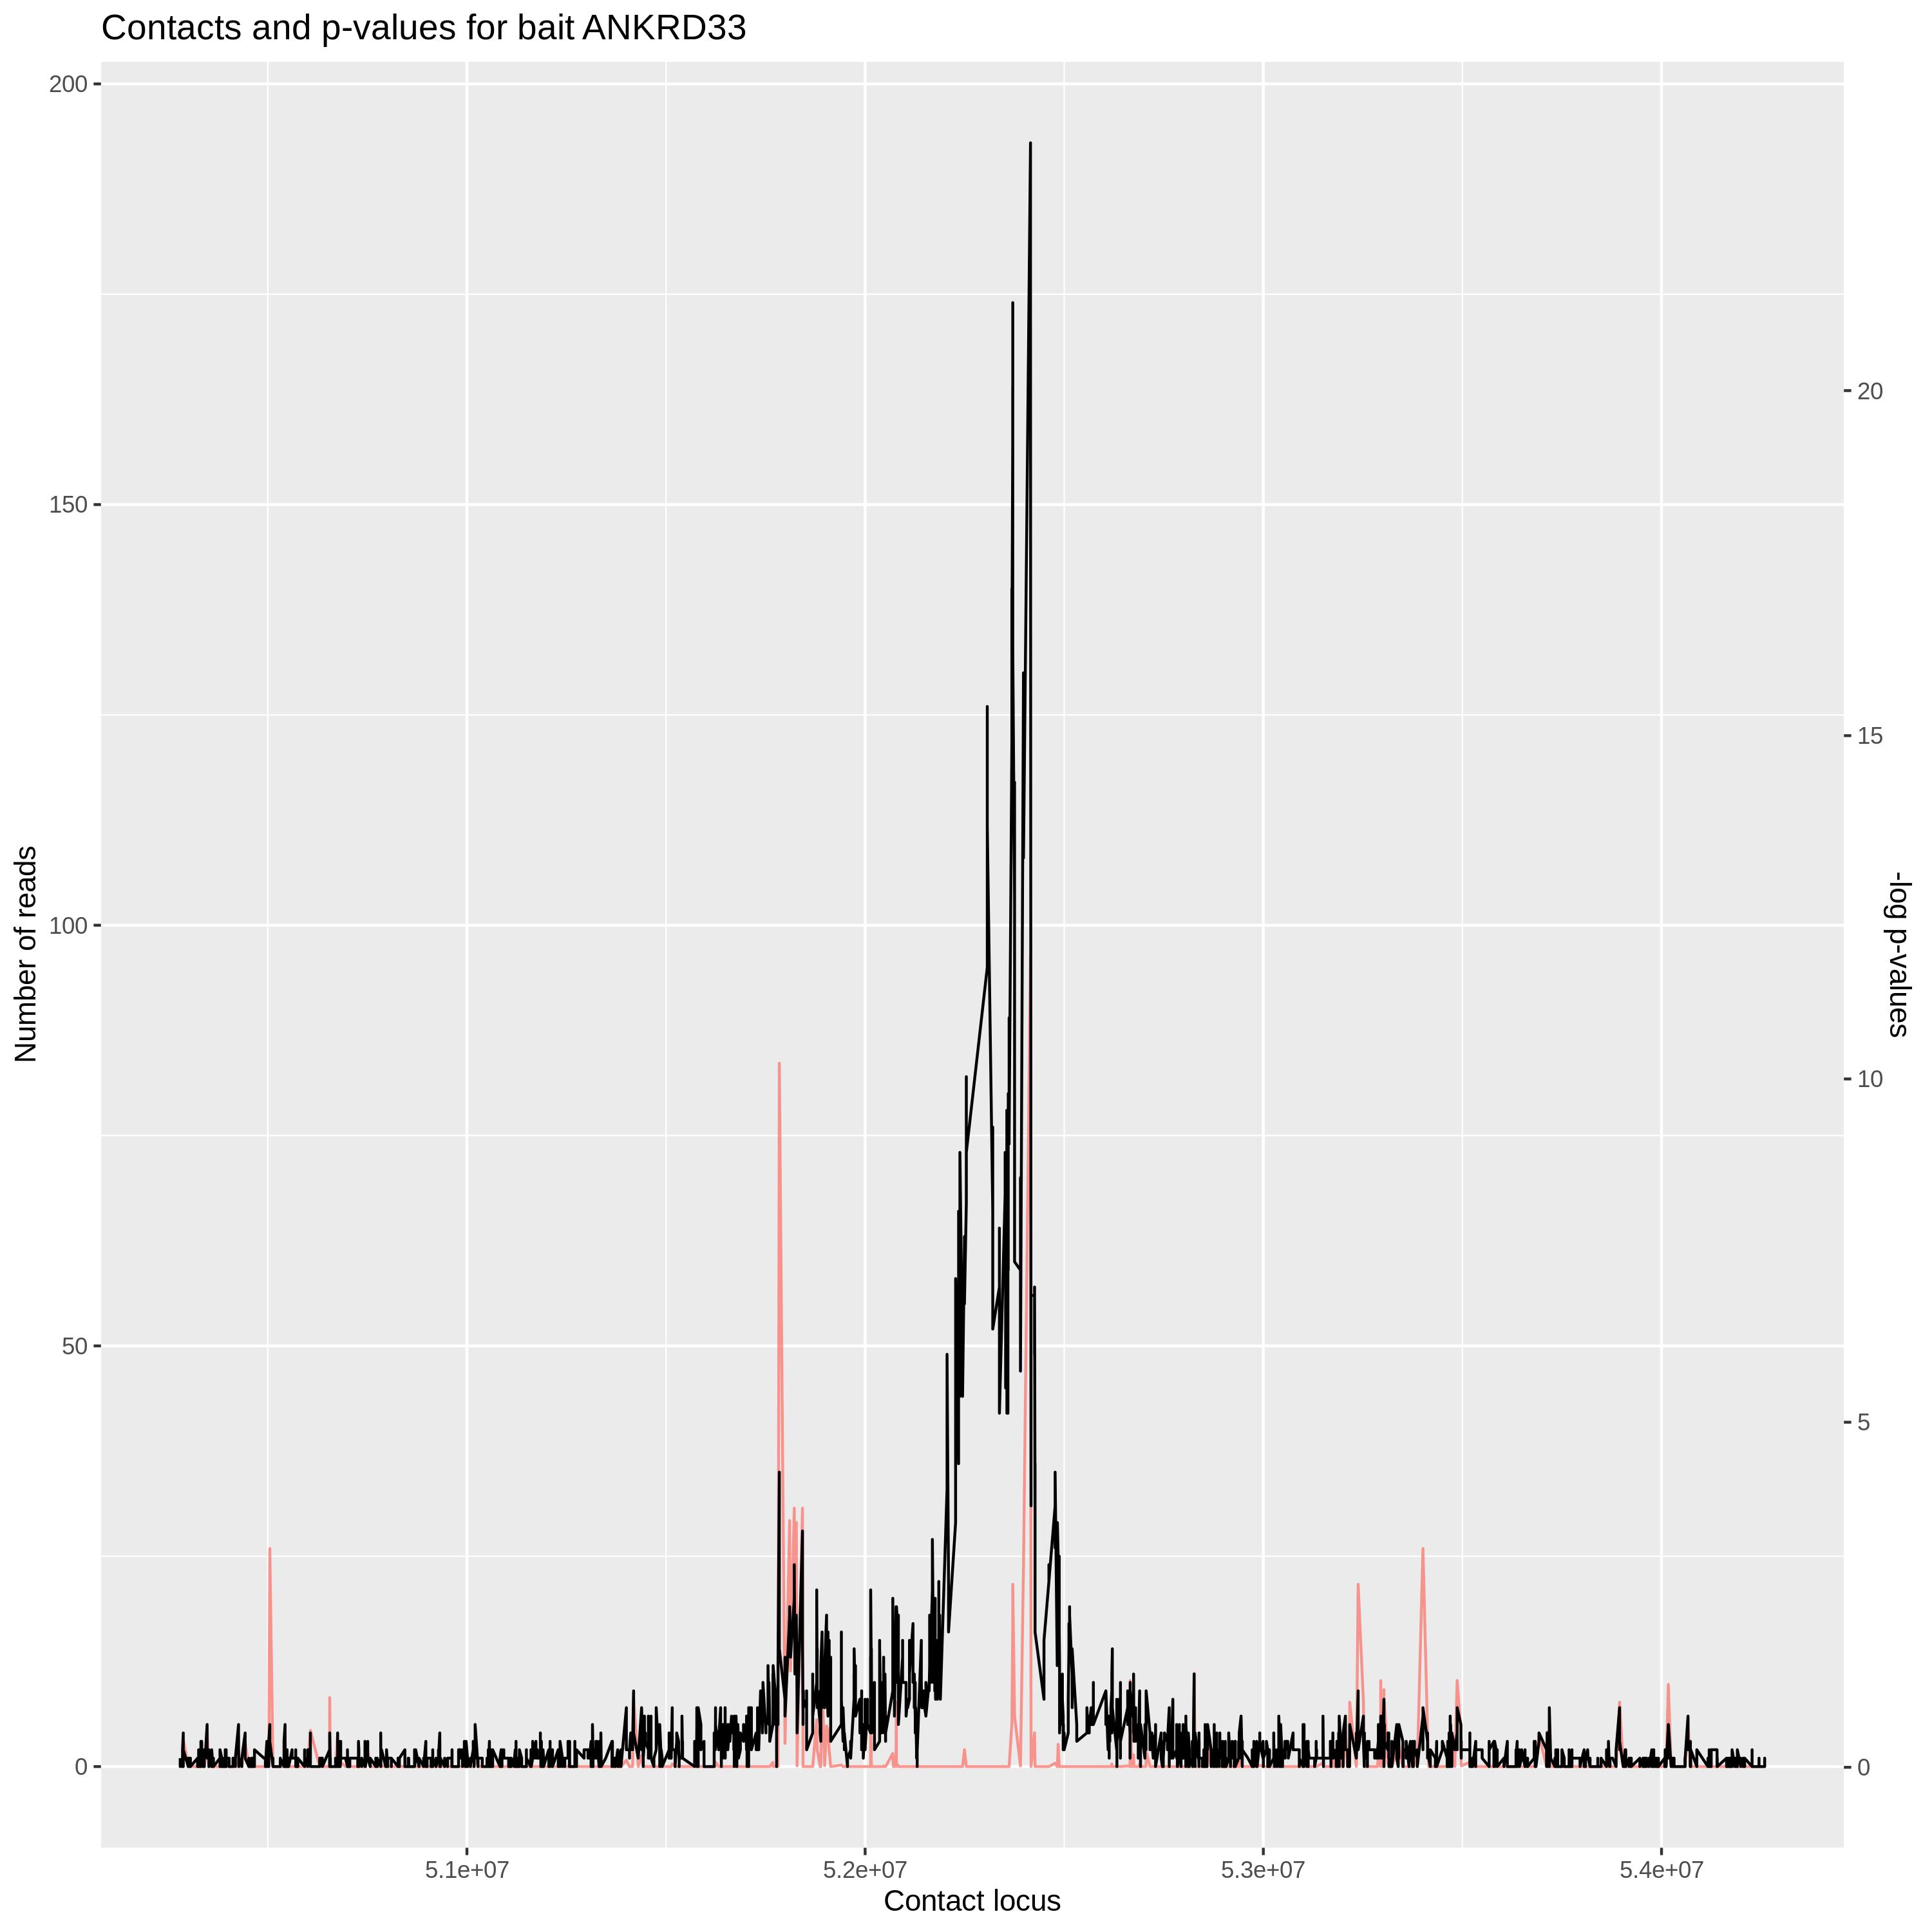 Contacts and p-values for bait ANKRD33
200
150
100
50
0
20
15
10
5
0
Number of reads
-log p-values
5.1e+07
5.2e+07
5.3e+07
5.4e+07
Contact locus